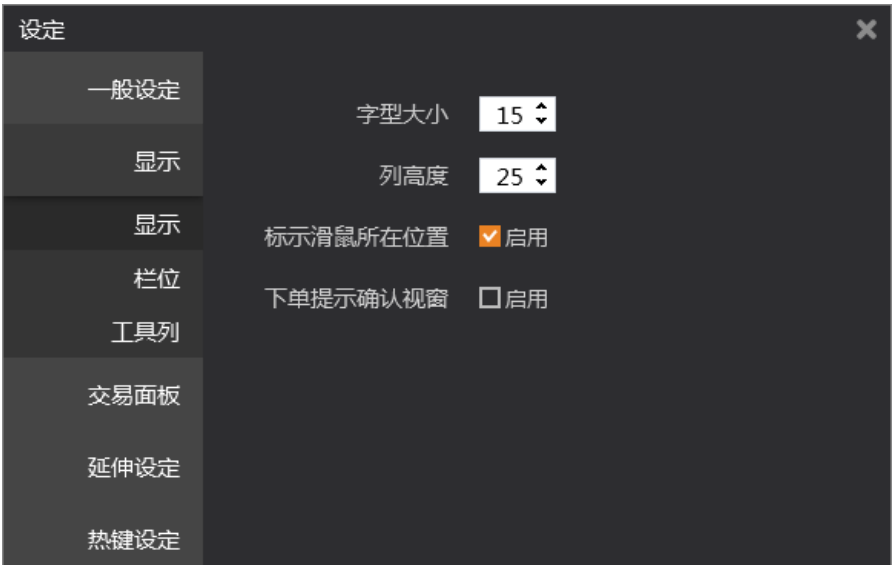 设定
一般设定
显示
显示
栏位
工具列
交易面板
延伸设定
热键设定
字型大小 15
列高度 25
标示滑鼠所在位置 启用
下单提示确认视窗 启用